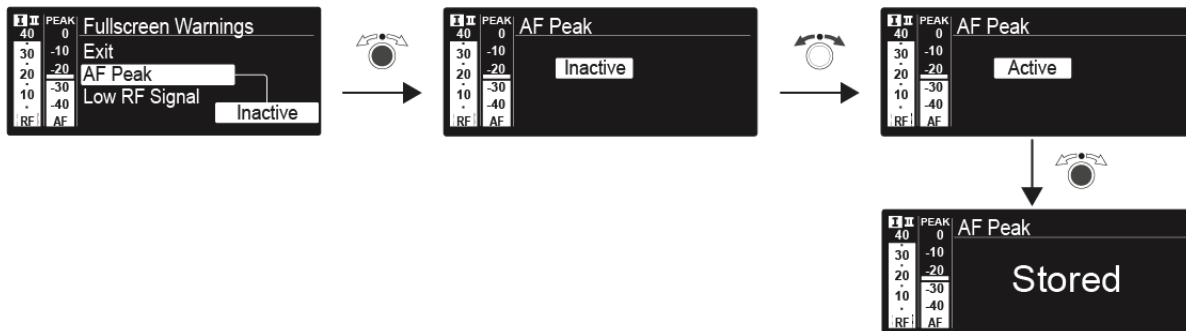 I II PEAK Fullscreen Warnings
40 0
30 -10 Exit
20 -20 AF Peak
10 -30 Low RF Signal
-40 Inactive
RF AF
I II PEAK AF Peak
40 0
30 -10
20 -20 Inactive
10 -30
-40
RF AF
I II PEAK AF Peak
40 0
30 -10
20 -20 Active
10 -30
-40
RF AF
I II PEAK AF Peak
40 0
30 -10
20 -20 Stored
10 -30
-40
RF AF